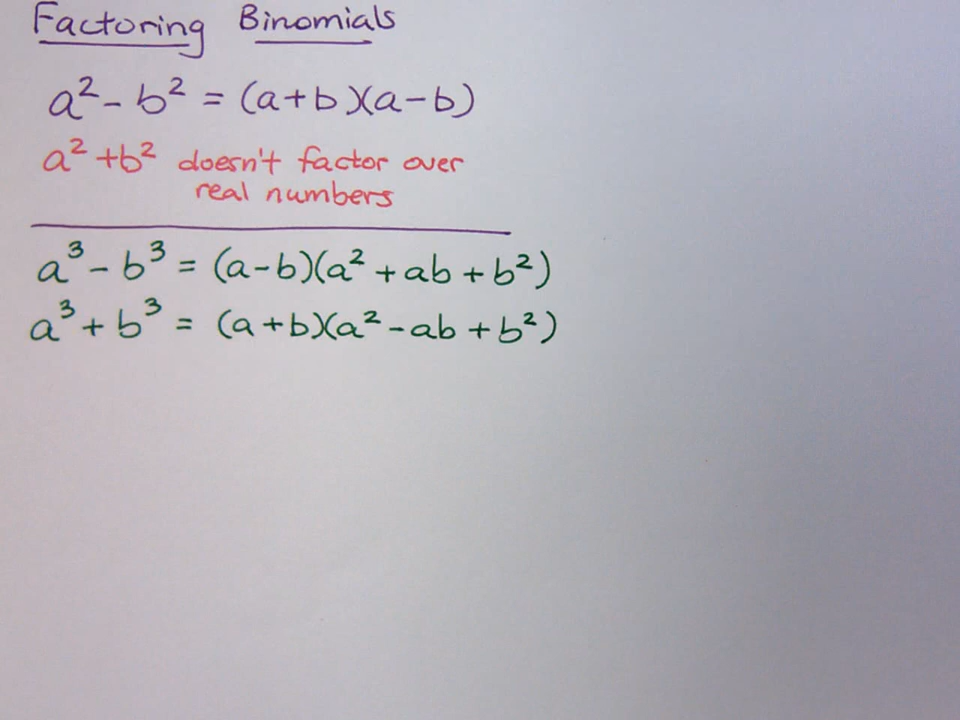 Factoring Binomials
a² - b² = (a+b)(a-b)
a² + b² doesn't factor over
real numbers
a³ - b³ = (a-b)(a² + ab + b²)
a³ + b³ = (a+b)(a² - ab + b²)